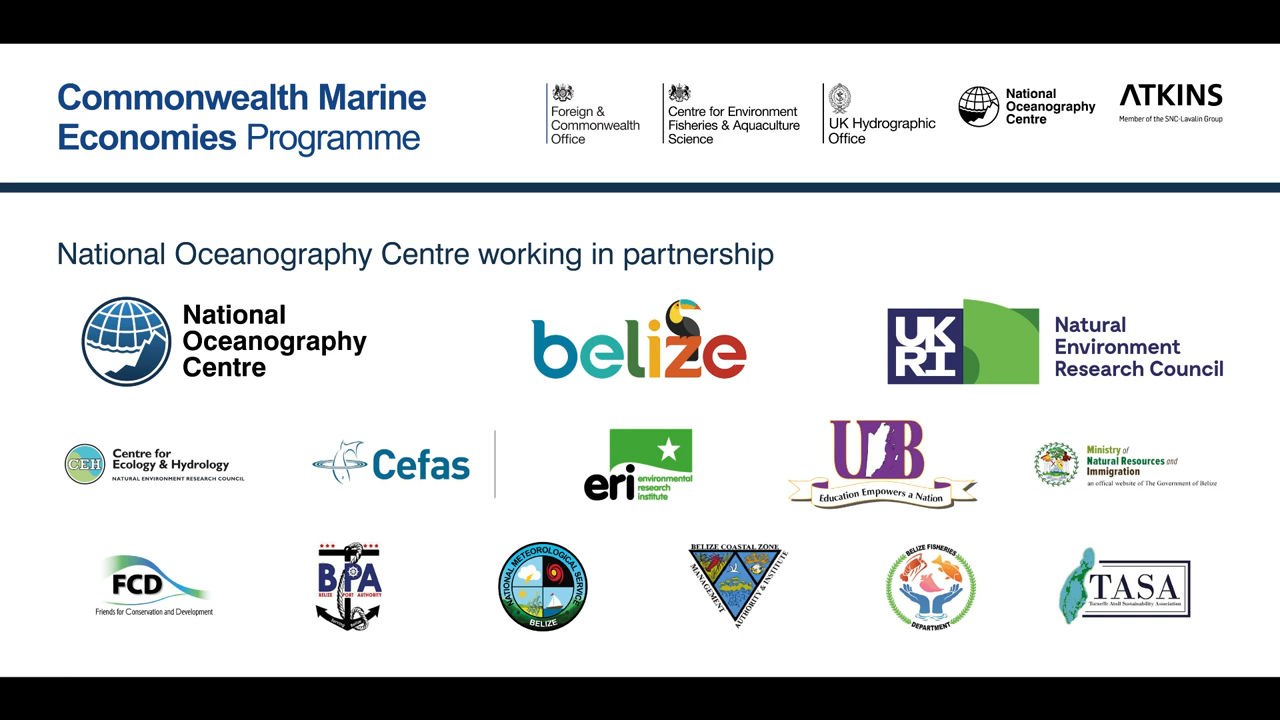 Commonwealth Marine
Economies Programme
Foreign &
Commonwealth
Office
Centre for Environment
Fisheries & Aquaculture
Science
UK Hydrographic
Office
National
Oceanography
Centre
ATKINS
Member of the SNC-Lavalin Group
National Oceanography Centre working in partnership
National
Oceanography
Centre
belize
UK
RI
Natural
Environment
Research Council
CEH
Centre for
Ecology & Hydrology
NATURAL ENVIRONMENT RESEARCH COUNCIL
Cefas
eri
environmental
research
institute
UB
Education Empowers a Nation
Ministry of
Natural Resources and
Immigration
an offical website of The Government of Belize
FCD
Friends for Conservation and Development
BPA
BELIZE PORT AUTHORITY
NATIONAL METEOROLOGICAL SERVICE
BELIZE
BELIZE COASTAL ZONE
MANAGEMENT
AUTHORITY & INSTITUTE
BELIZE FISHERIES
DEPARTMENT
TASA
Turneffe Atoll Sustainability Association